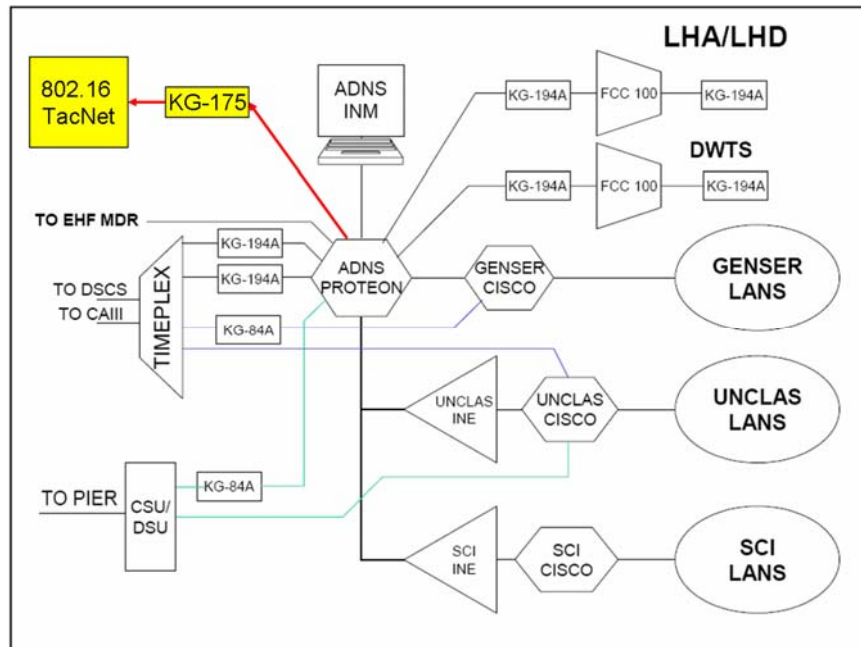 LHA/LHD
802.16
TacNet
KG-175
ADNS
INM
KG-194A
FCC 100
KG-194A
DWTS
KG-194A
FCC 100
KG-194A
TO EHF MDR
KG-194A
KG-194A
ADNS
PROTEON
GENSER
CISCO
GENSER
LANS
TO DSCS
TO CAIII
TIMEPLEX
KG-84A
UNCLAS
INE
UNCLAS
CISCO
UNCLAS
LANS
KG-84A
TO PIER
CSU/
DSU
SCI
INE
SCI
CISCO
SCI
LANS